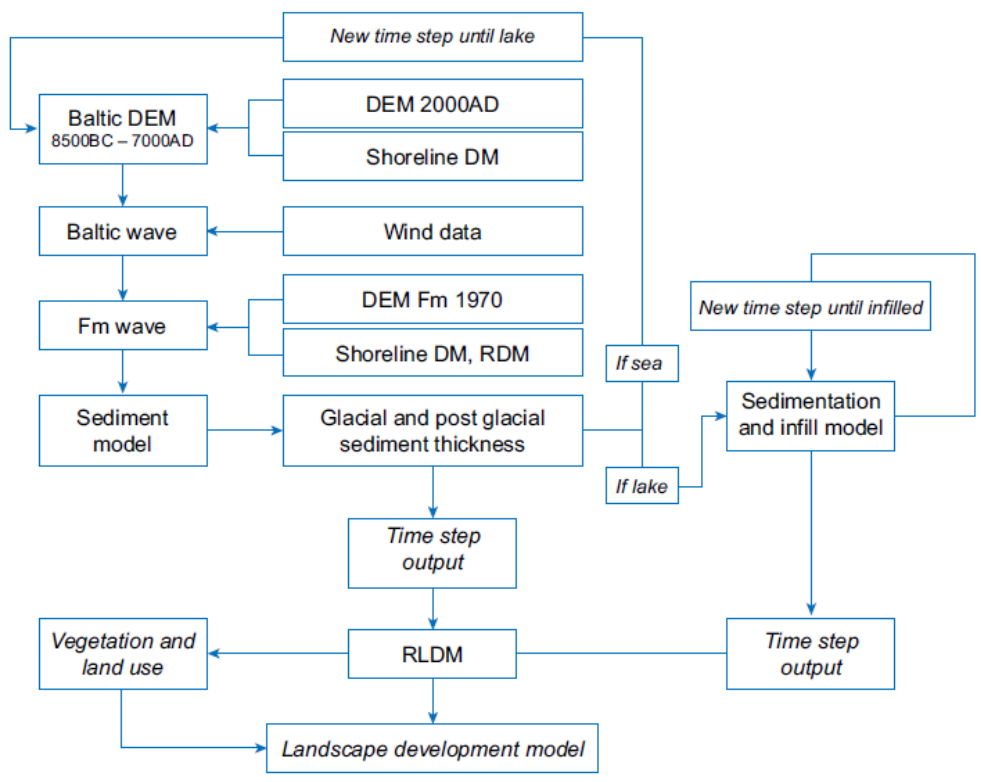 New time step until lake
Baltic DEM
8500BC – 7000AD
DEM 2000AD
Shoreline DM
Baltic wave
Wind data
Fm wave
DEM Fm 1970
Shoreline DM, RDM
New time step until infilled
If sea
Sediment
model
Glacial and post glacial
sediment thickness
Sedimentation
and infill model
If lake
Time step
output
Vegetation and
land use
RLDM
Time step
output
Landscape development model